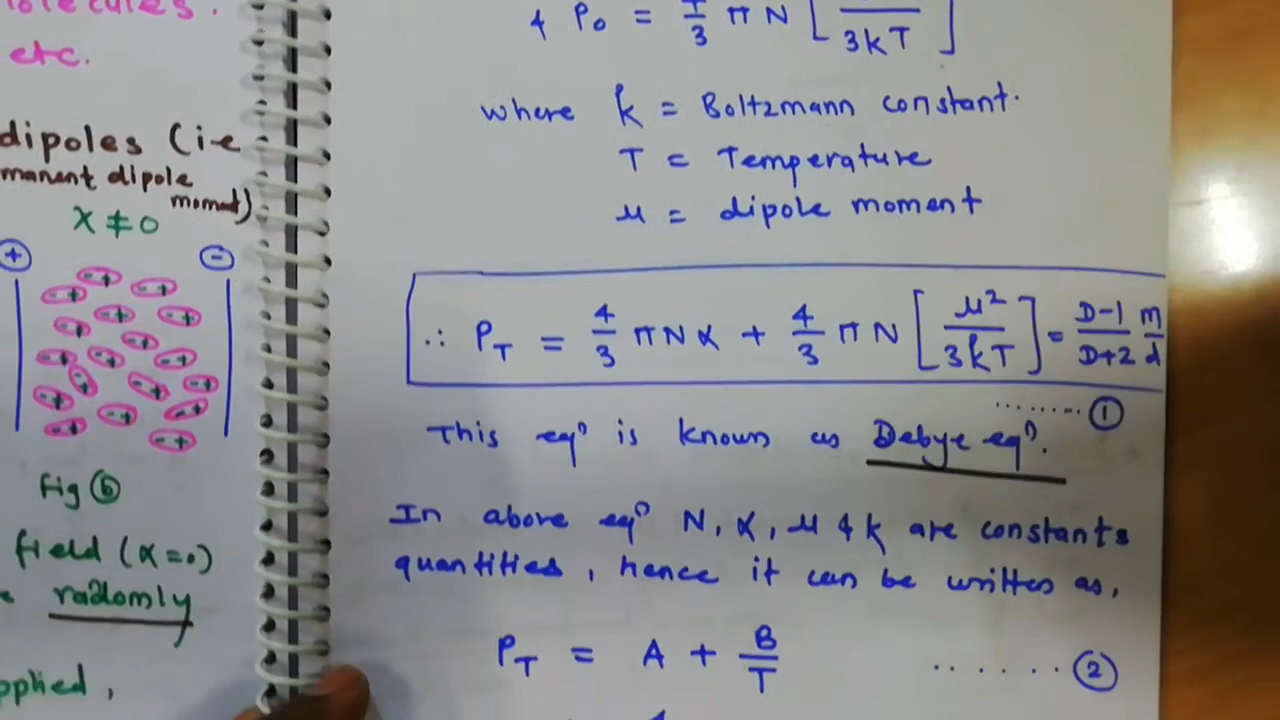 etc.
dipoles (i.e
manent dipole
moment)
X ≠ 0
+ -
Fig ⑥
field (α = 0)
radomly
pplied,
& P₀ = 4/3 π N [ /3kT ]
where k = Boltzmann constant.
T = Temperature
μ = dipole moment
∴ P_T = 4/3 π N α + 4/3 π N [μ²/3kT] = D-1/D+2 m/d
........ ①
This eqⁿ is known as Debye eqⁿ.
In above eqⁿ N, α, μ & k are constants
quantities, hence it can be written as,
P_T = A + B/T ...... ②